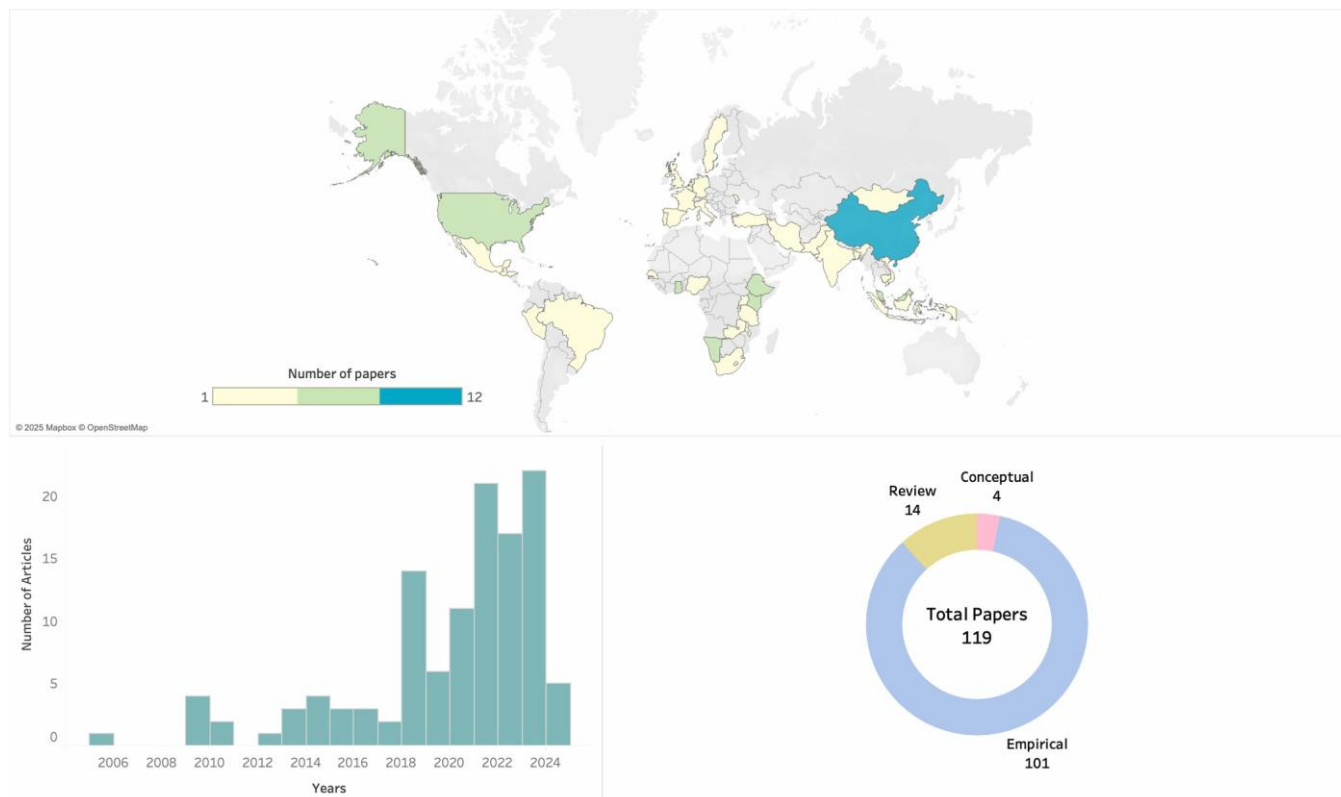 Number of papers
1 12
© 2025 Mapbox © OpenStreetMap
Number of Articles
20
15
10
5
0
2006 2008 2010 2012 2014 2016 2018 2020 2022 2024
Years
Conceptual
4
Review
14
Total Papers
119
Empirical
101